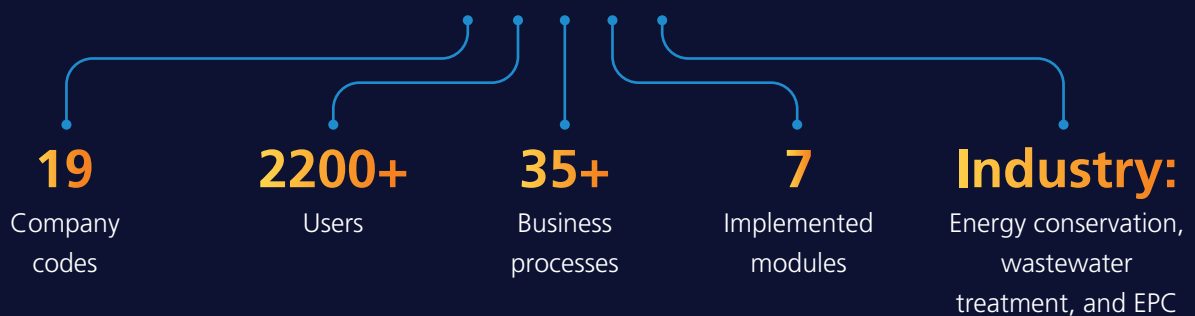 19
Company
codes
2200+
Users
35+
Business
processes
7
Implemented
modules
Industry:
Energy conservation,
wastewater
treatment, and EPC